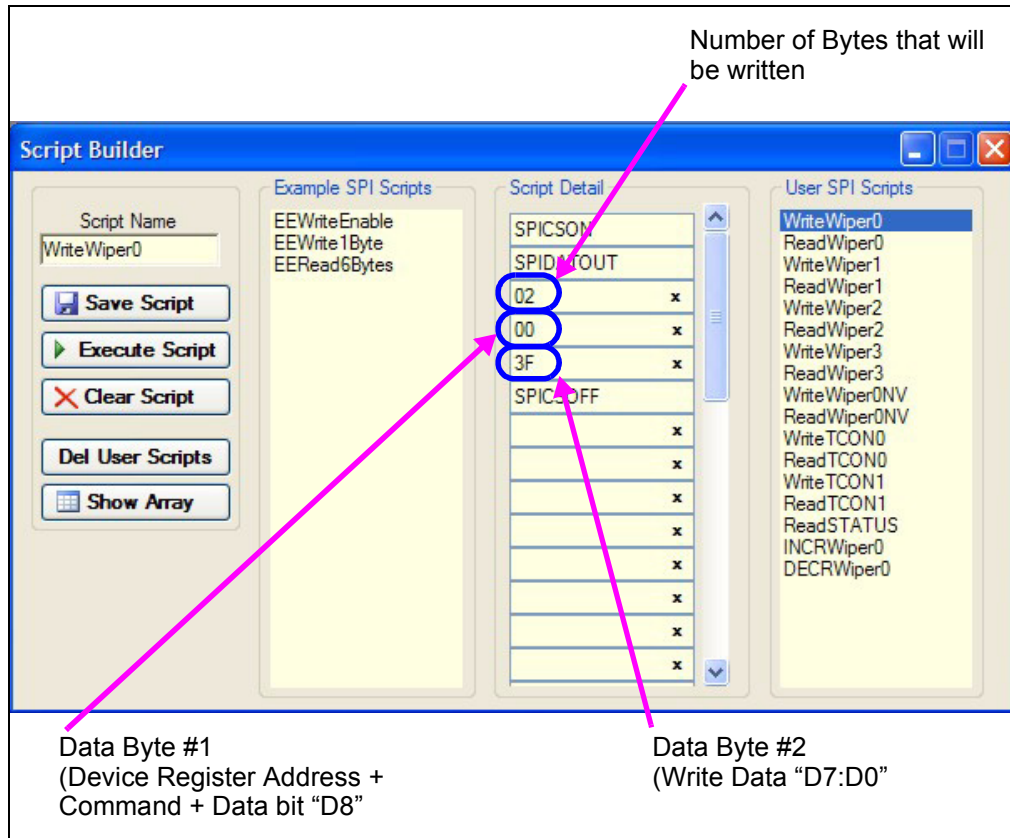 Number of Bytes that will
be written
Script Builder
Script Name
WriteWiper0
Save Script
Execute Script
Clear Script
Del User Scripts
Show Array
Example SPI Scripts
EEWriteEnable
EEWrite1Byte
EERead6Bytes
Script Detail
SPICSON
SPIDATOUT
02 x
00 x
3F x
SPICSOFF
x
x
x
x
x
x
x
x
User SPI Scripts
WriteWiper0
ReadWiper0
WriteWiper1
ReadWiper1
WriteWiper2
ReadWiper2
WriteWiper3
ReadWiper3
WriteWiper0NV
ReadWiper0NV
WriteTCON0
ReadTCON0
WriteTCON1
ReadTCON1
ReadSTATUS
INCRWiper0
DECRWiper0
Data Byte #1
(Device Register Address +
Command + Data bit “D8”
Data Byte #2
(Write Data “D7:D0”